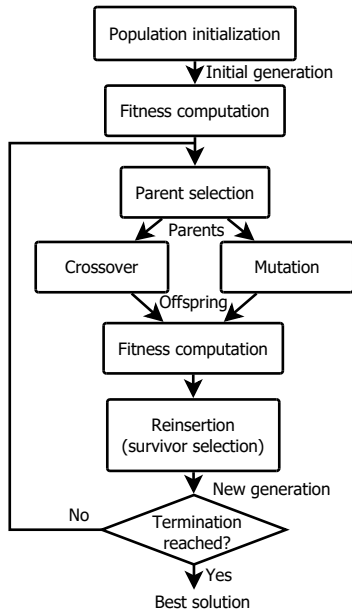 Population initialization
Initial generation
Fitness computation
Parent selection
Parents
Crossover
Mutation
Offspring
Fitness computation
Reinsertion
(survivor selection)
New generation
No
Termination
reached?
Yes
Best solution